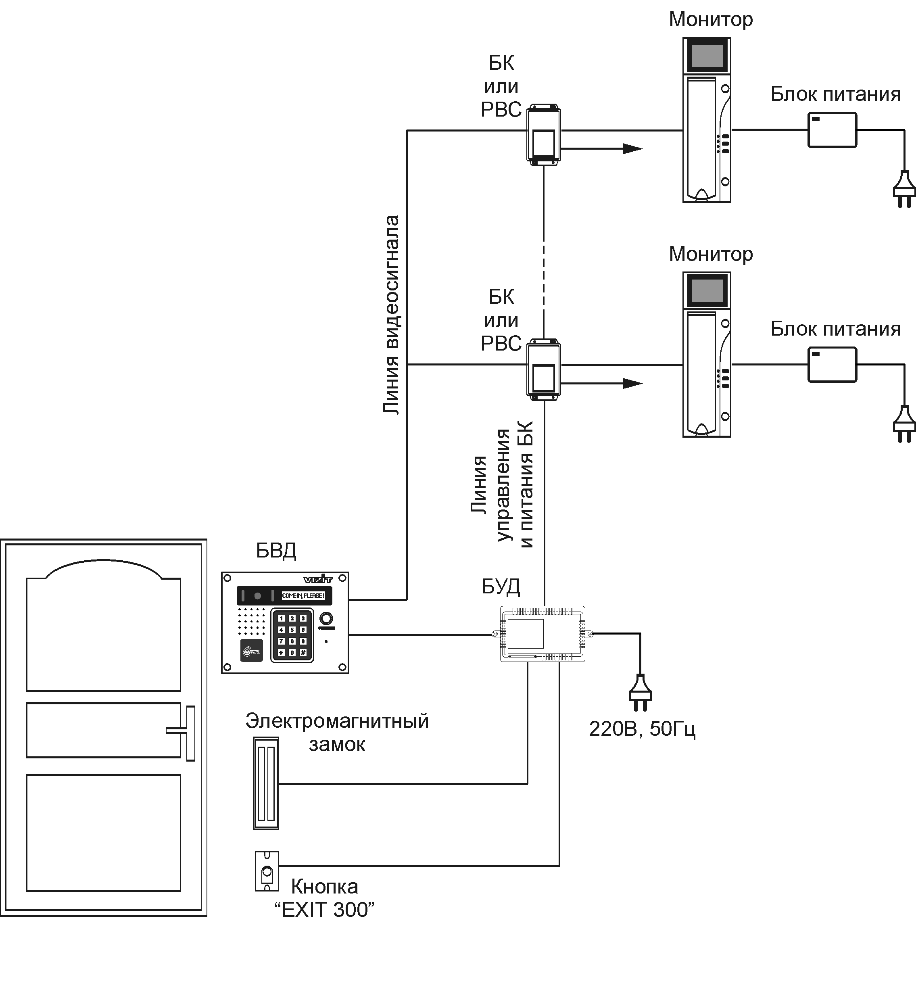 Монитор
БК
или
РВС
Блок питания
Линия видеосигнала
Монитор
БК
или
РВС
Блок питания
Линия
управления
и питания БК
БВД
VIZIT
COME IN, PLEASE!
1 2 3
4 5 6
7 8 9
* 0 #
БУД
220В, 50Гц
Электромагнитный
замок
Кнопка
“EXIT 300”